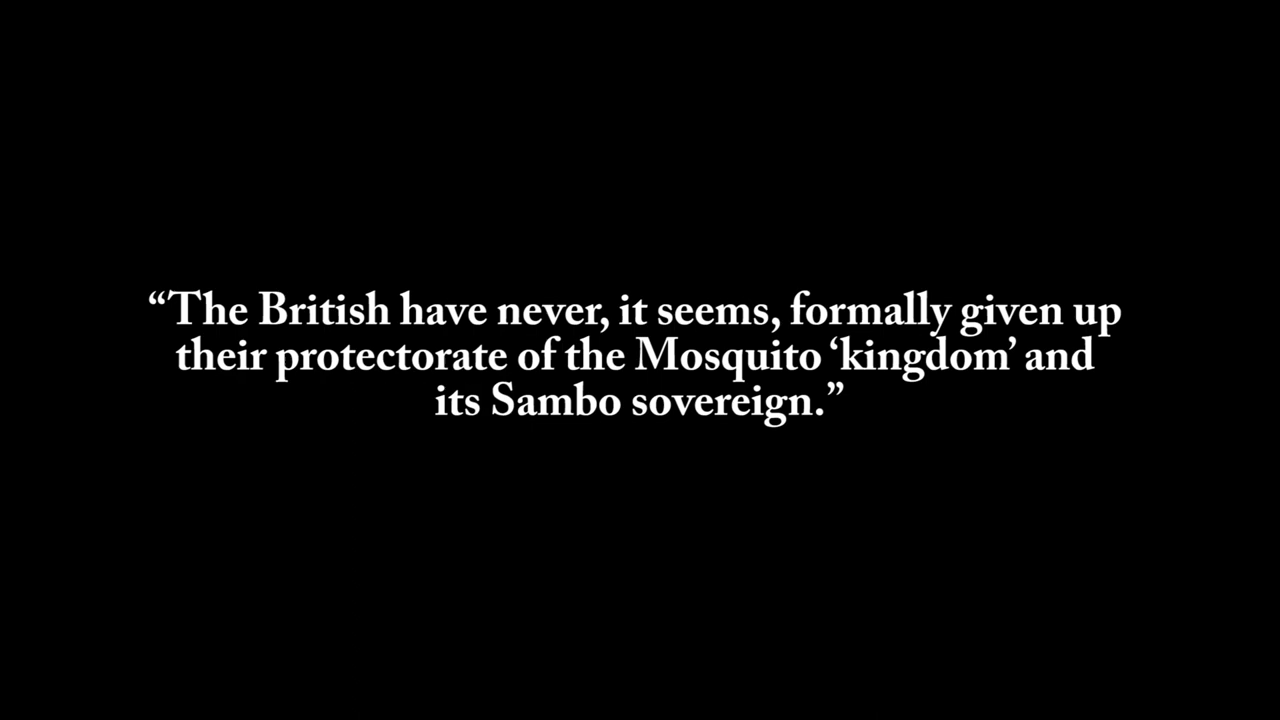 “The British have never, it seems, formally given up
their protectorate of the Mosquito ‘kingdom’ and
its Sambo sovereign.”